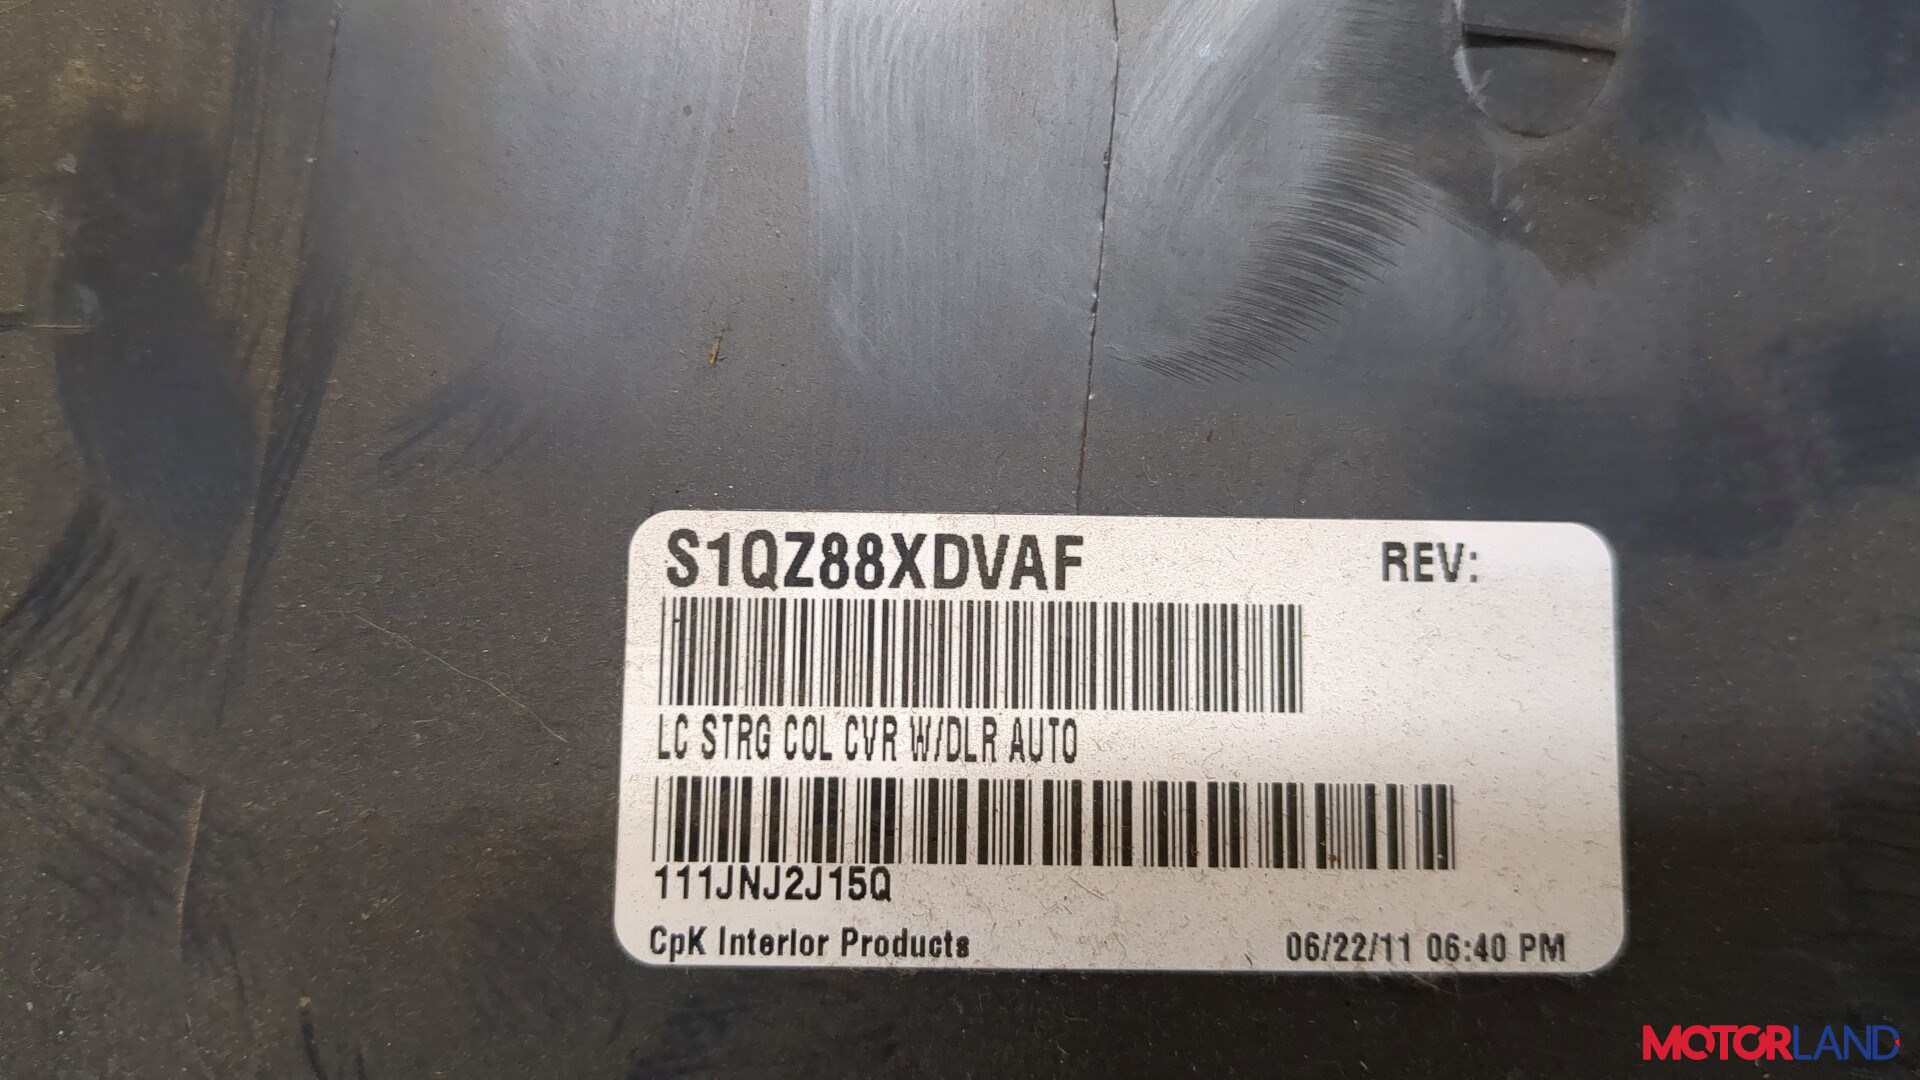 S1QZ88XDVAF REV:
LC STRG COL CVR W/DLR AUTO
111JNJ2J15Q
CpK Interior Products 06/22/11 06:40 PM
MOTORLAND